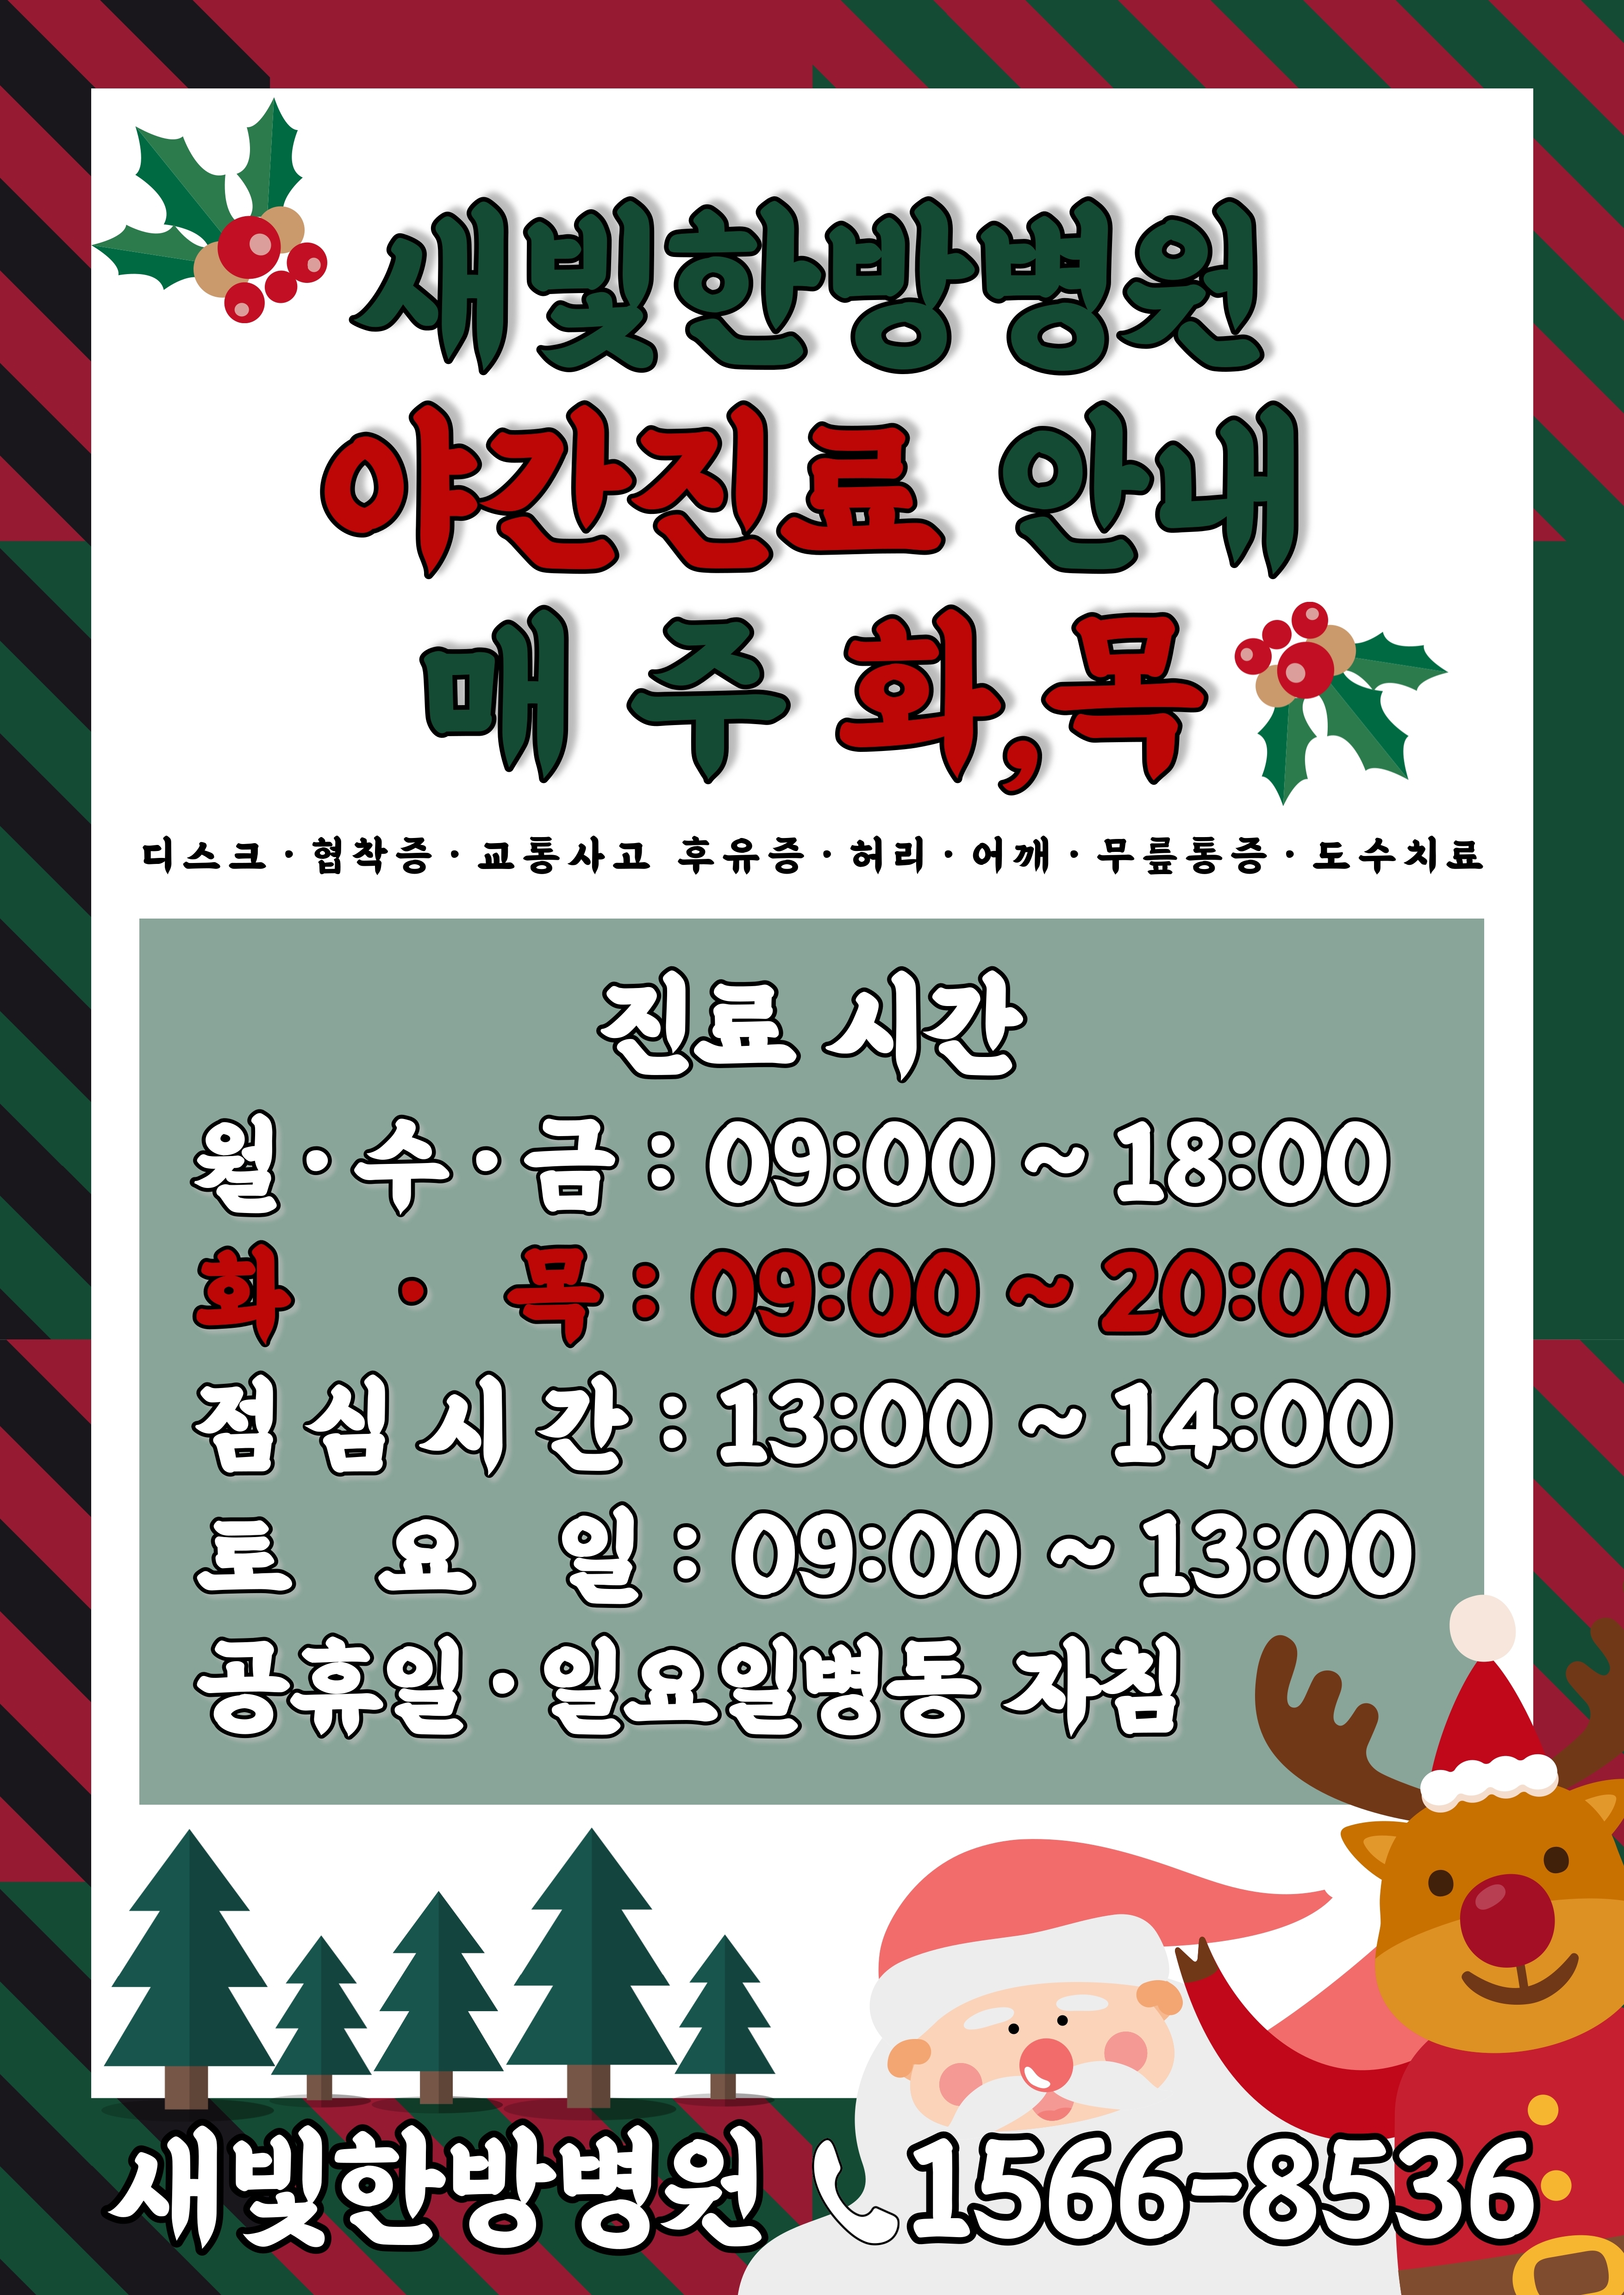 새빛한방병원
야간진료 안내
매 주 화,목
디스크 · 협착증 · 교통사고 후유증 · 허리 · 어깨 · 무릎통증 · 도수치료
진료 시간
월 · 수 · 금 : 09:00 ~ 18:00
화 · 목 : 09:00 ~ 20:00
점심시간 : 13:00 ~ 14:00
토 요 일 : 09:00 ~ 13:00
공휴일 · 일요일병동 자침
새빛한방병원 1566-8536